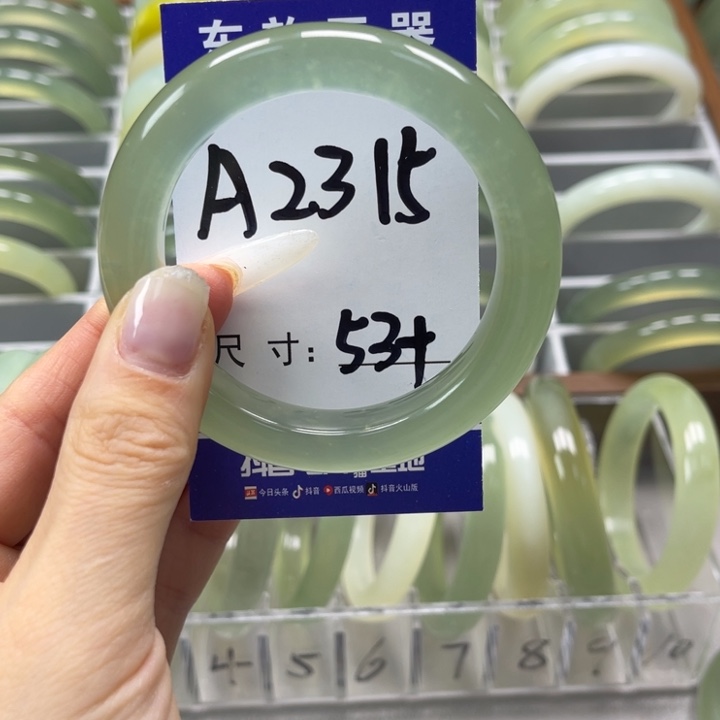 A2315
尺寸: 53+
今日头条 抖音 西瓜视频 抖音火山版
4 5 6 7 8 9 10